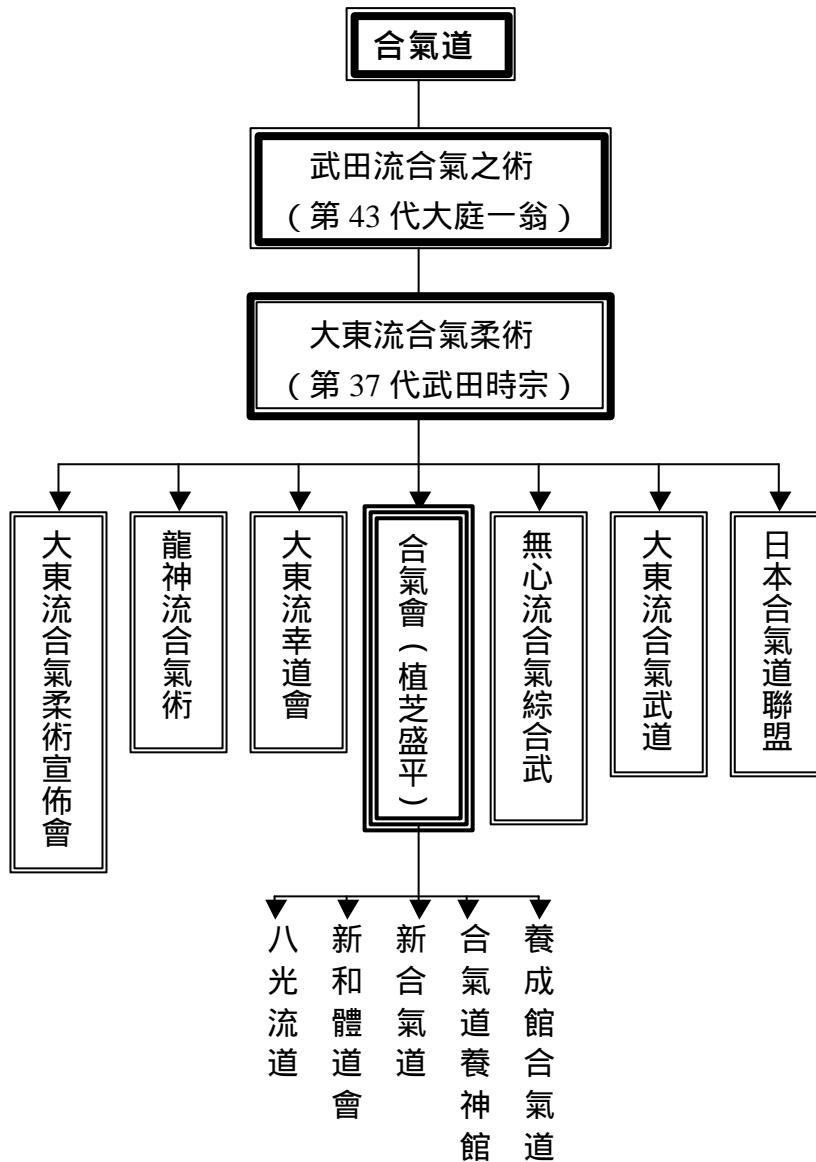 合氣道
武田流合氣之術
（第 43 代大庭一翁）
大東流合氣柔術
（第 37 代武田時宗）
大東流合氣柔術宣佈會
龍神流合氣術
大東流幸道會
合氣會（植芝盛平）
無心流合氣綜合武
大東流合氣武道
日本合氣道聯盟
八光流道
新和體道會
新合氣道
合氣道養神館
養成館合氣道